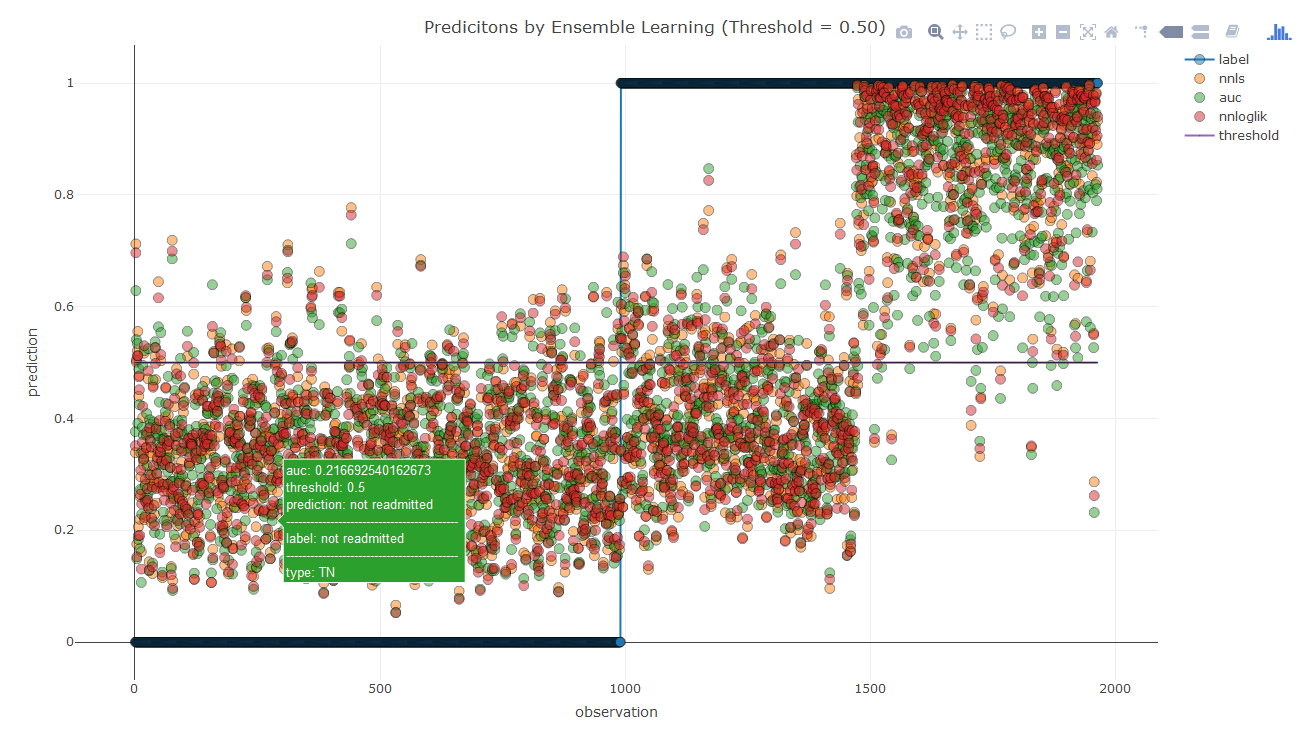 Predicitons by Ensemble Learning (Threshold = 0.50)
label
nnls
auc
nnloglik
threshold
1
0.8
0.6
0.4
0.2
0
prediction
auc: 0.216692540162673
threshold: 0.5
prediction: not readmitted
label: not readmitted
type: TN
0
500
1000
1500
2000
observation